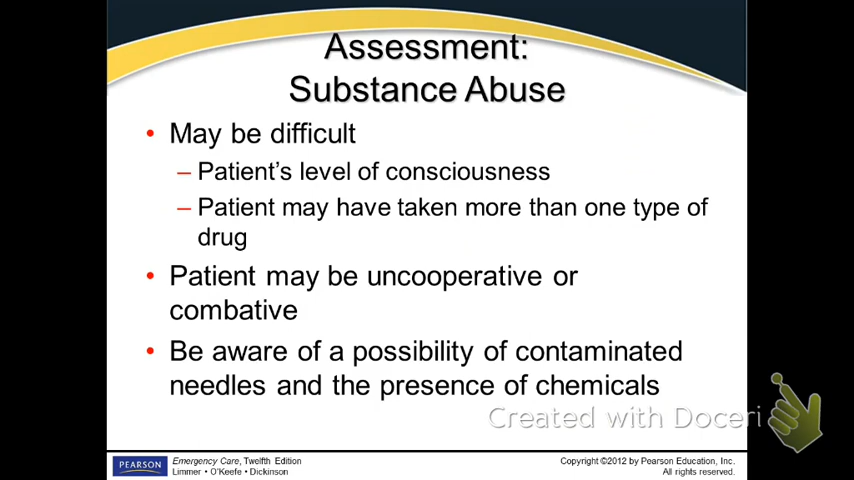 Assessment:
Substance Abuse
• May be difficult
– Patient’s level of consciousness
– Patient may have taken more than one type of
drug
• Patient may be uncooperative or
combative
• Be aware of a possibility of contaminated
needles and the presence of chemicals
Created with Doceri
PEARSON
Emergency Care, Twelfth Edition
Limmer • O'Keefe • Dickinson
Copyright ©2012 by Pearson Education, Inc.
All rights reserved.